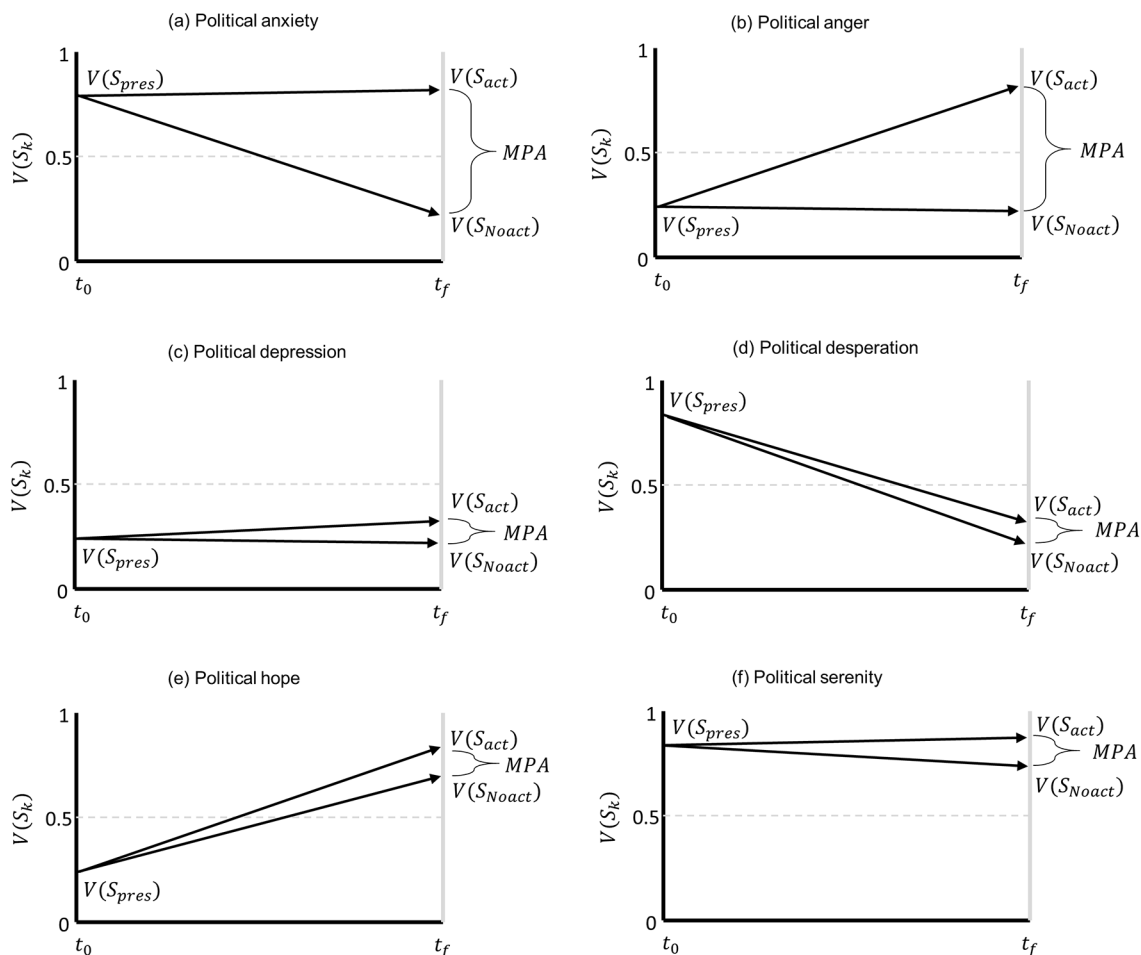 (a) Political anxiety
1
V(S_pres)
V(S_act)
V(S_k)
0.5
MPA
V(S_Noact)
0
t_0
t_f
(b) Political anger
1
V(S_act)
V(S_k)
0.5
MPA
V(S_pres)
V(S_Noact)
0
t_0
t_f
(c) Political depression
1
V(S_k)
0.5
V(S_act)
MPA
V(S_pres)
V(S_Noact)
0
t_0
t_f
(d) Political desperation
1
V(S_pres)
V(S_k)
0.5
V(S_act)
MPA
V(S_Noact)
0
t_0
t_f
(e) Political hope
1
V(S_act)
MPA
V(S_Noact)
V(S_k)
0.5
V(S_pres)
0
t_0
t_f
(f) Political serenity
1
V(S_pres)
V(S_act)
MPA
V(S_Noact)
V(S_k)
0.5
0
t_0
t_f